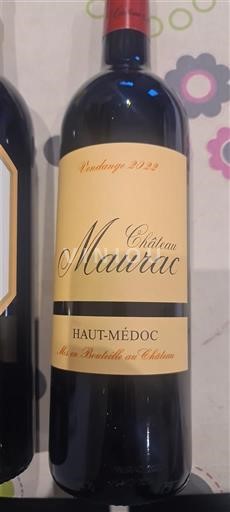 Vendange 2022
Château
Maurac
HAUT-MÉDOC
Mis en Bouteille au Château